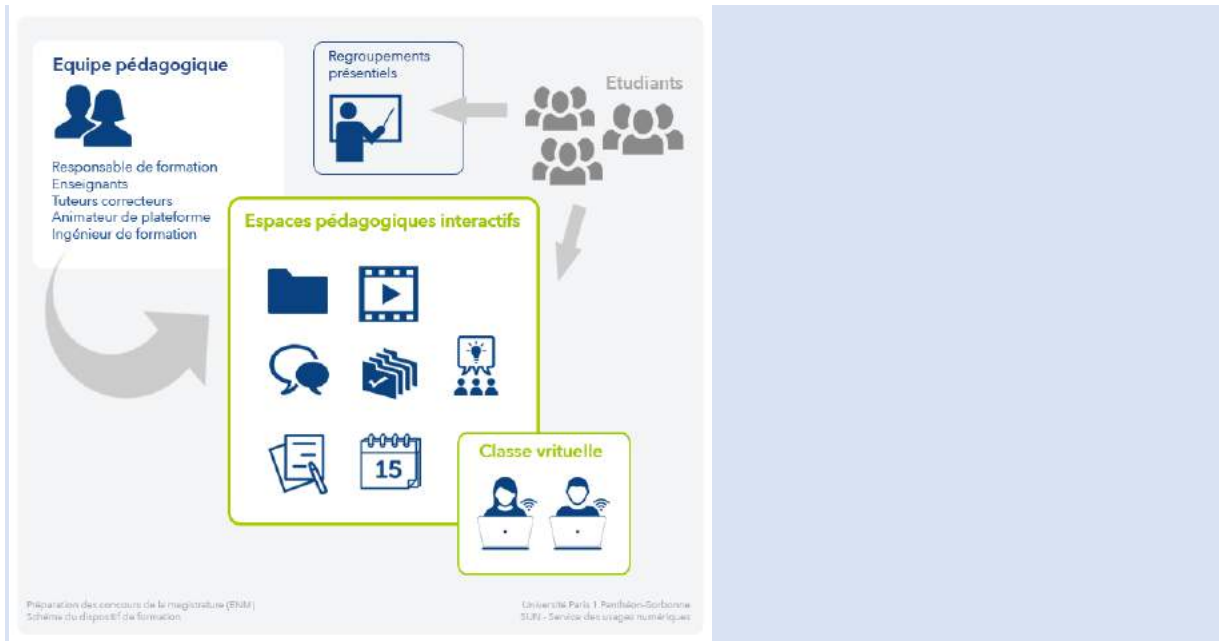 Equipe pédagogique
Responsable de formation
Enseignants
Tuteurs correcteurs
Animateur de plateforme
Ingénieur de formation
Regroupements
présentiels
Etudiants
Espaces pédagogiques interactifs
15
Classe vrituelle
Préparation des concours de la magistrature (ENM)
Schéma du dispositif de formation
Université Paris 1 Panthéon-Sorbonne
SUN - Service des usages numériques